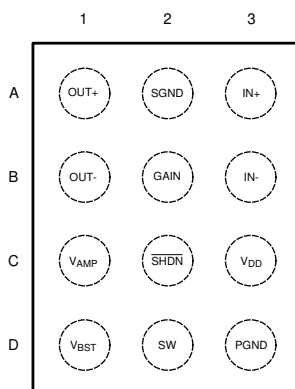 1 2 3
A OUT+ SGND IN+
B OUT- GAIN IN-
C VAMP SHDN VDD
D VBST SW PGND